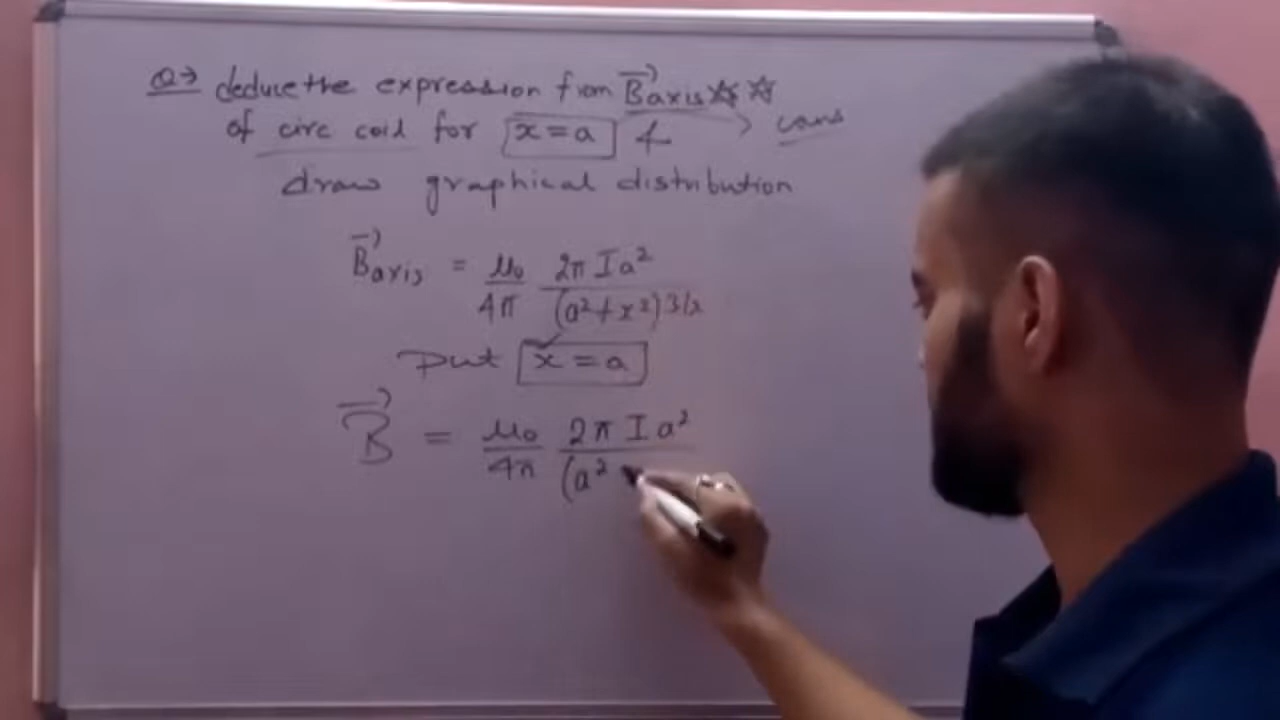 Q→ deduce the expression from B⃗axis ☆☆
of circ coil for x = a &
draw graphical distribution
B⃗axis = μ₀/4π 2πIa²/(a²+x²)3/2
Put x = a
B⃗ = μ₀/4π 2πIa²/(a²